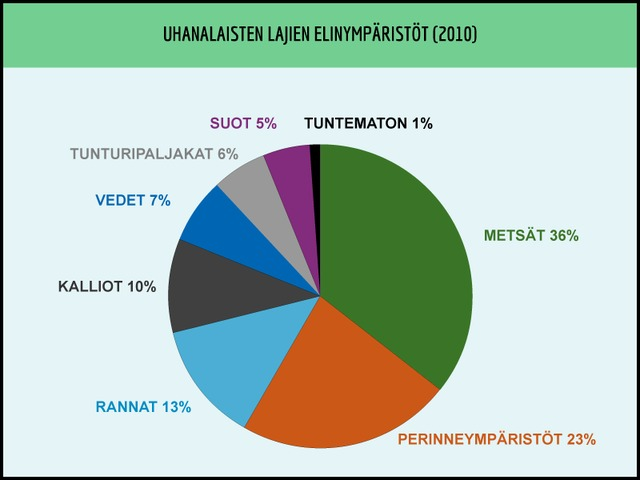 UHANALAISTEN LAJIEN ELINYMPÄRISTÖT (2010)
SUOT 5%
TUNTEMATON 1%
TUNTURIPALJAKAT 6%
VEDET 7%
METSÄT 36%
KALLIOT 10%
RANNAT 13%
PERINNEYMPÄRISTÖT 23%